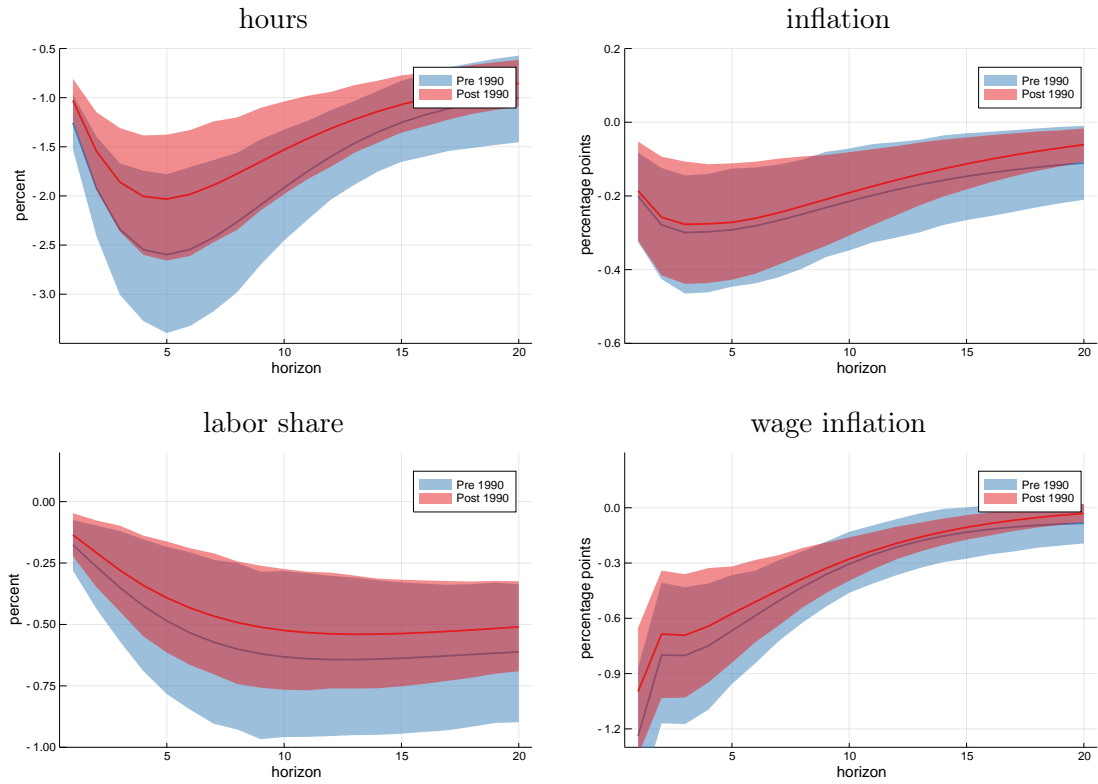 hours
- 0.5
- 1.0
- 1.5
- 2.0
- 2.5
- 3.0
percent
5
10
15
20
horizon
Pre 1990
Post 1990
inflation
0.2
0.0
- 0.2
- 0.4
- 0.6
percentage points
5
10
15
20
horizon
Pre 1990
Post 1990
labor share
0.00
- 0.25
- 0.50
- 0.75
- 1.00
percent
5
10
15
20
horizon
Pre 1990
Post 1990
wage inflation
0.0
- 0.3
- 0.6
- 0.9
- 1.2
percentage points
5
10
15
20
horizon
Pre 1990
Post 1990